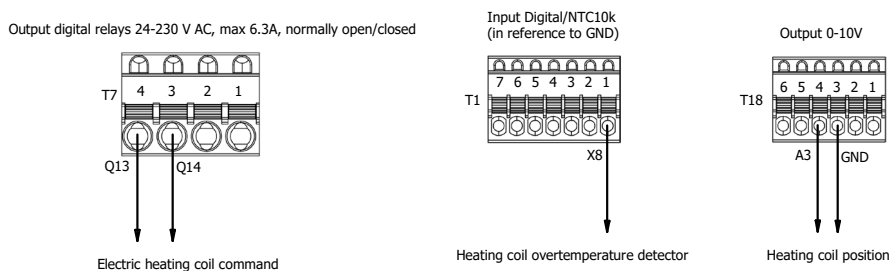 Output digital relays 24-230 V AC, max 6.3A, normally open/closed
T7 4 3 2 1
Q13 Q14
Electric heating coil command
Input Digital/NTC10k
(in reference to GND)
T1 7 6 5 4 3 2 1
X8
Heating coil overtemperature detector
Output 0-10V
T18 6 5 4 3 2 1
A3 GND
Heating coil position